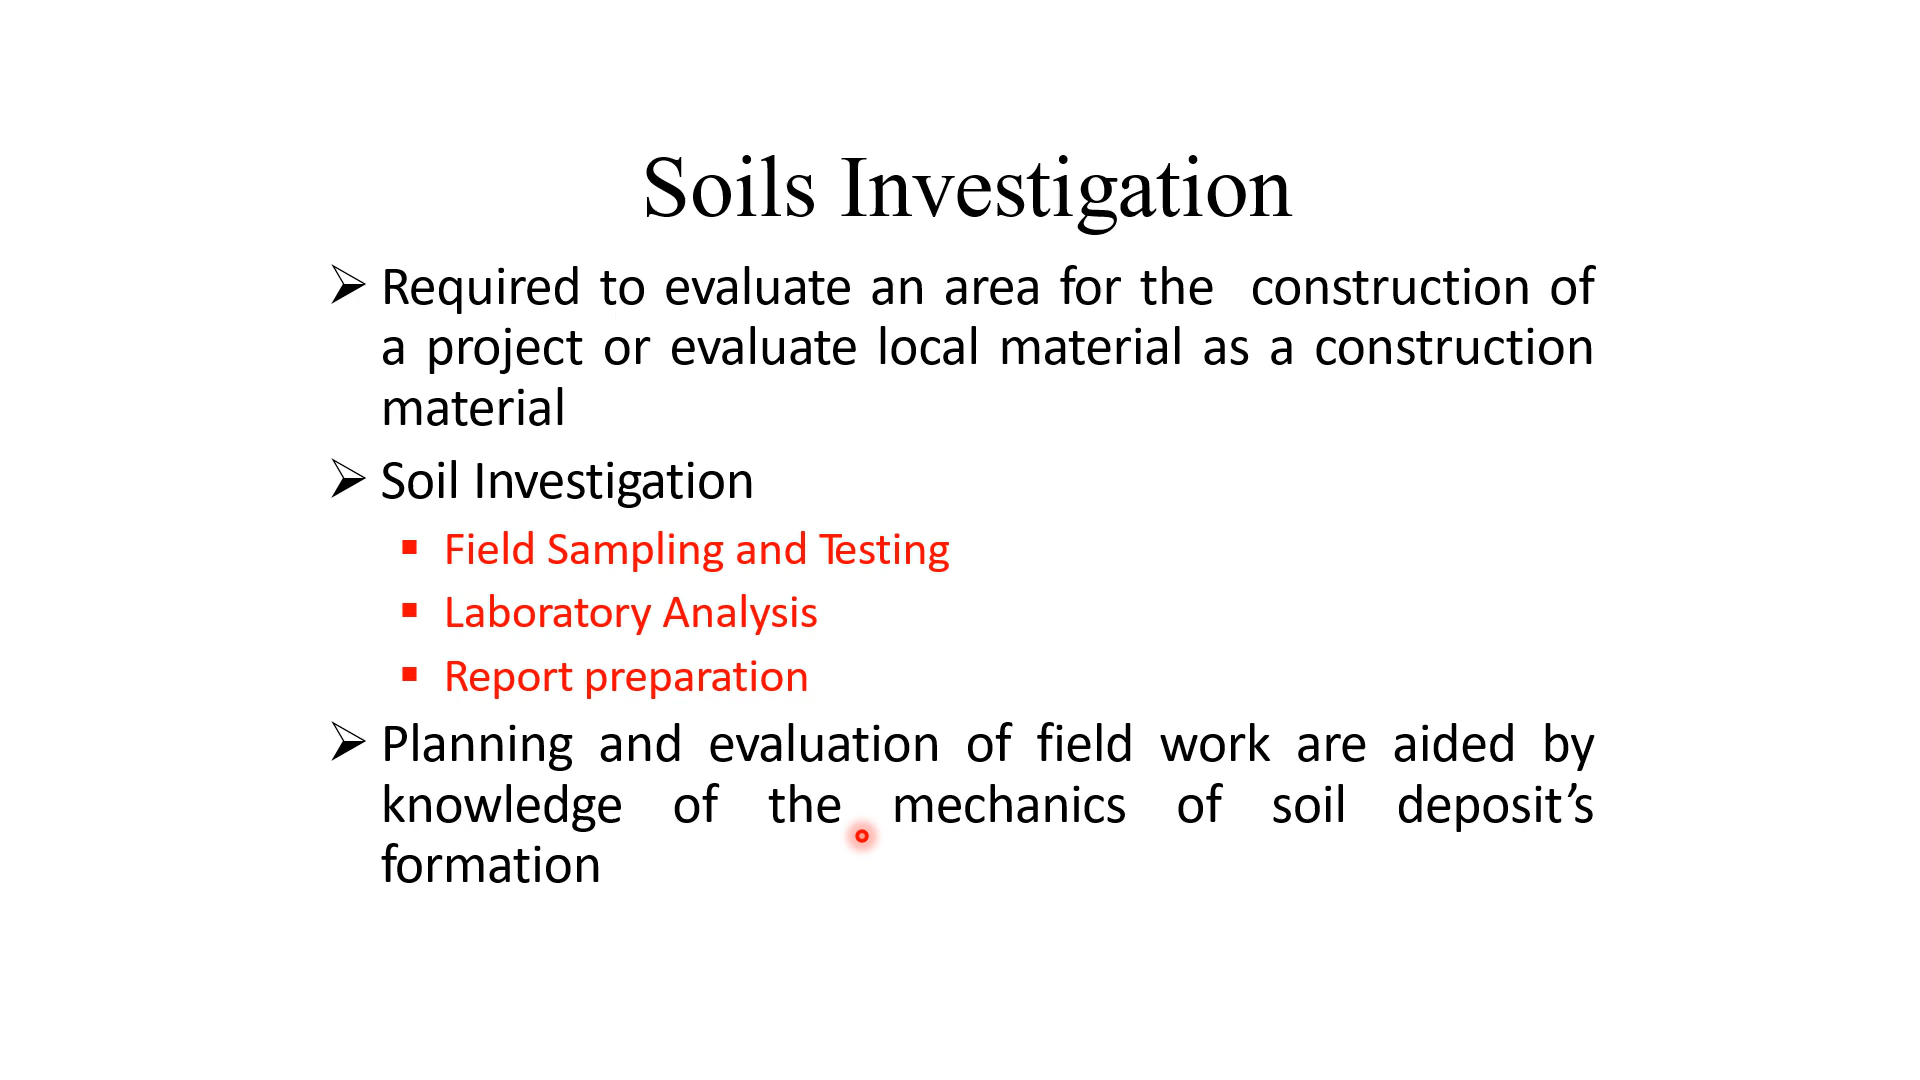 Soils Investigation
Required to evaluate an area for the construction of
a project or evaluate local material as a construction
material
Soil Investigation
Field Sampling and Testing
Laboratory Analysis
Report preparation
Planning and evaluation of field work are aided by
knowledge of the mechanics of soil deposit’s
formation